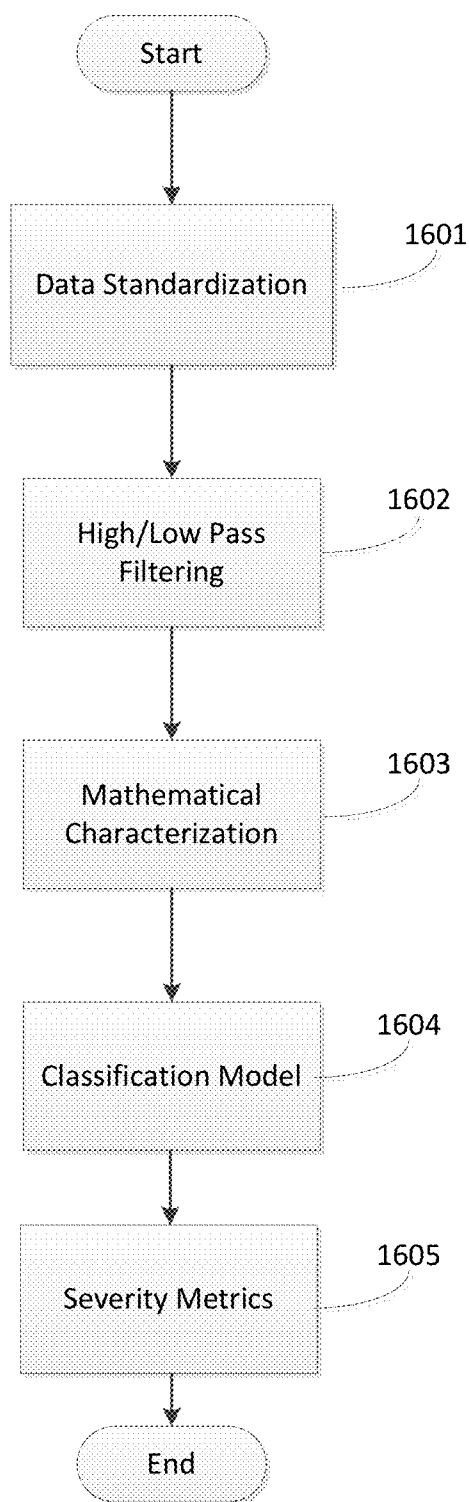 Start
1601
Data Standardization
1602
High/Low Pass
Filtering
1603
Mathematical
Characterization
1604
Classification Model
1605
Severity Metrics
End